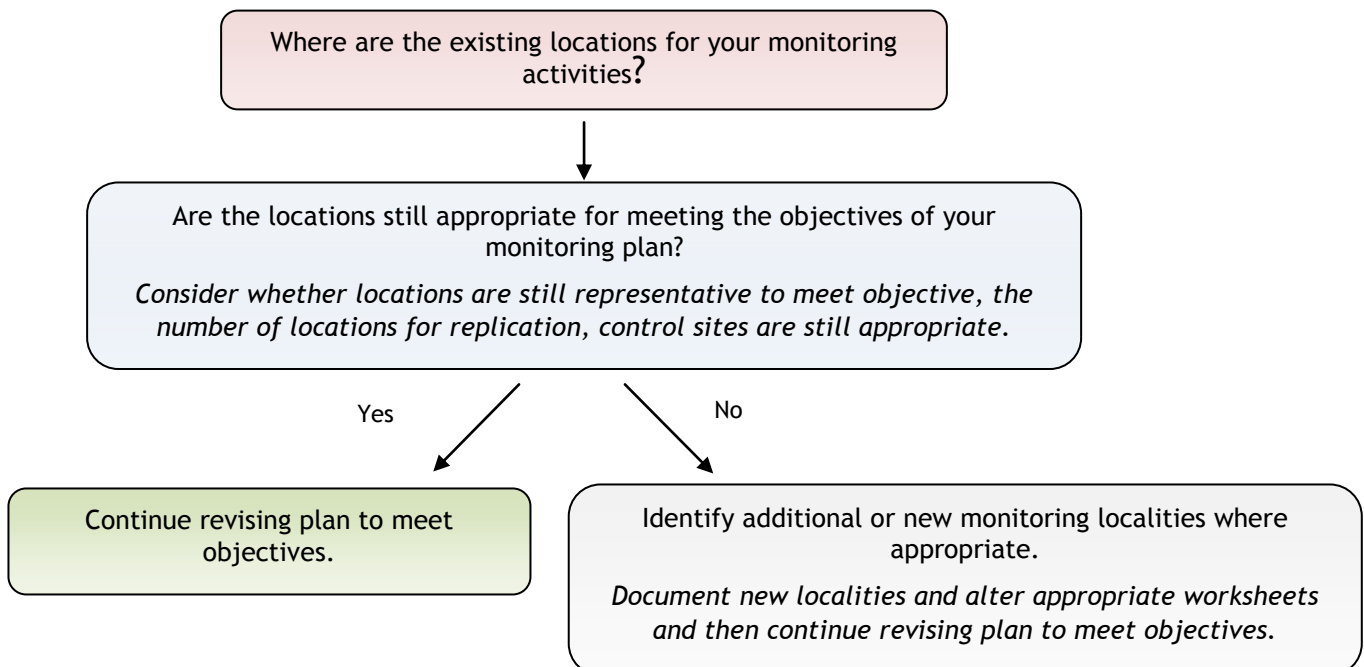 Where are the existing locations for your monitoring
activities?
Are the locations still appropriate for meeting the objectives of your
monitoring plan?
Consider whether locations are still representative to meet objective, the
number of locations for replication, control sites are still appropriate.
Yes
No
Continue revising plan to meet
objectives.
Identify additional or new monitoring localities where
appropriate.
Document new localities and alter appropriate worksheets
and then continue revising plan to meet objectives.